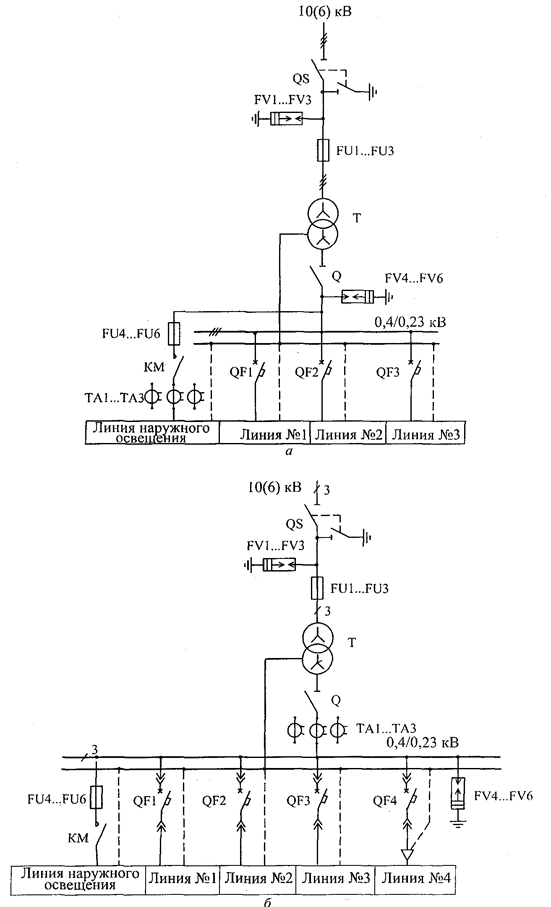 10(6) кВ
QS
FV1...FV3
FU1...FU3
T
Q
FV4...FV6
FU4...FU6
0,4/0,23 кВ
KM
QF1
QF2
QF3
TA1...TA3
Линия наружного
освещения
Линия №1
Линия №2
Линия №3
а
10(6) кВ
3
QS
FV1...FV3
FU1...FU3
3
T
Q
TA1...TA3
0,4/0,23 кВ
3
FU4...FU6
QF1
QF2
QF3
QF4
FV4...FV6
KM
Линия наружного
освещения
Линия №1
Линия №2
Линия №3
Линия №4
б